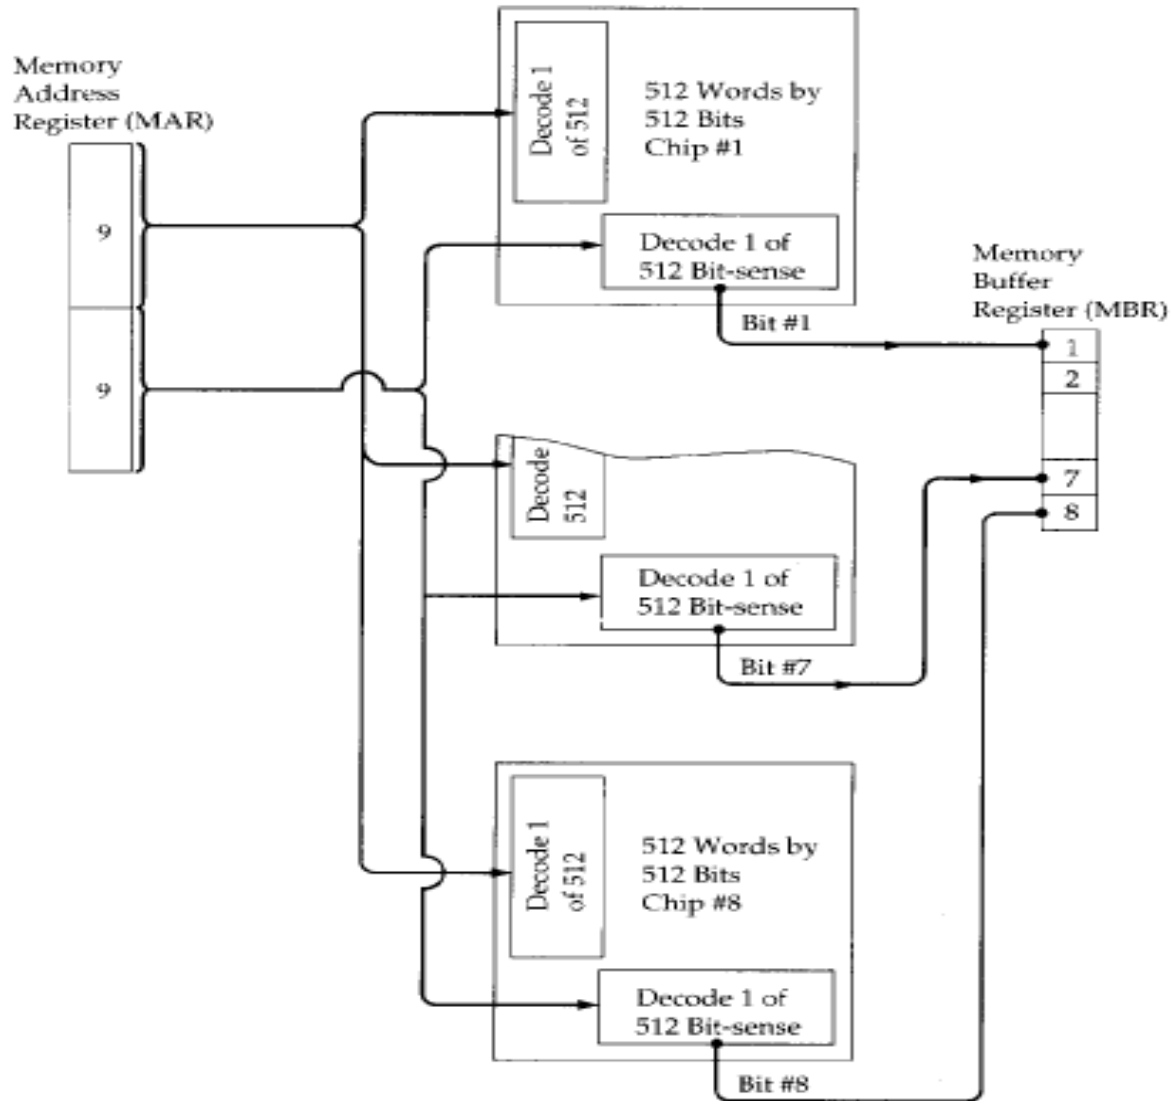 Memory
Address
Register (MAR)
9
9
Decode 1
of 512
512 Words by
512 Bits
Chip #1
Decode 1 of
512 Bit-sense
Bit #1
Memory
Buffer
Register (MBR)
1
2
7
8
Decode
512
Decode 1 of
512 Bit-sense
Bit #7
Decode 1
of 512
512 Words by
512 Bits
Chip #8
Decode 1 of
512 Bit-sense
Bit #8